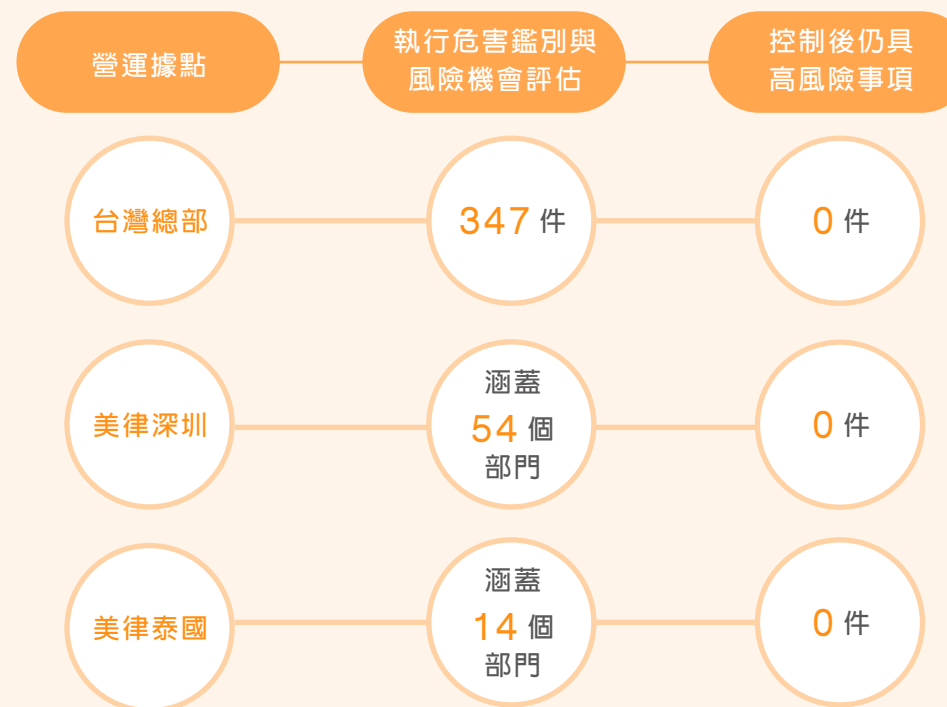 營運據點
執行危害鑑別與
風險機會評估
控制後仍具
高風險事項
台灣總部
347 件
0 件
美律深圳
涵蓋
54 個
部門
0 件
美律泰國
涵蓋
14 個
部門
0 件